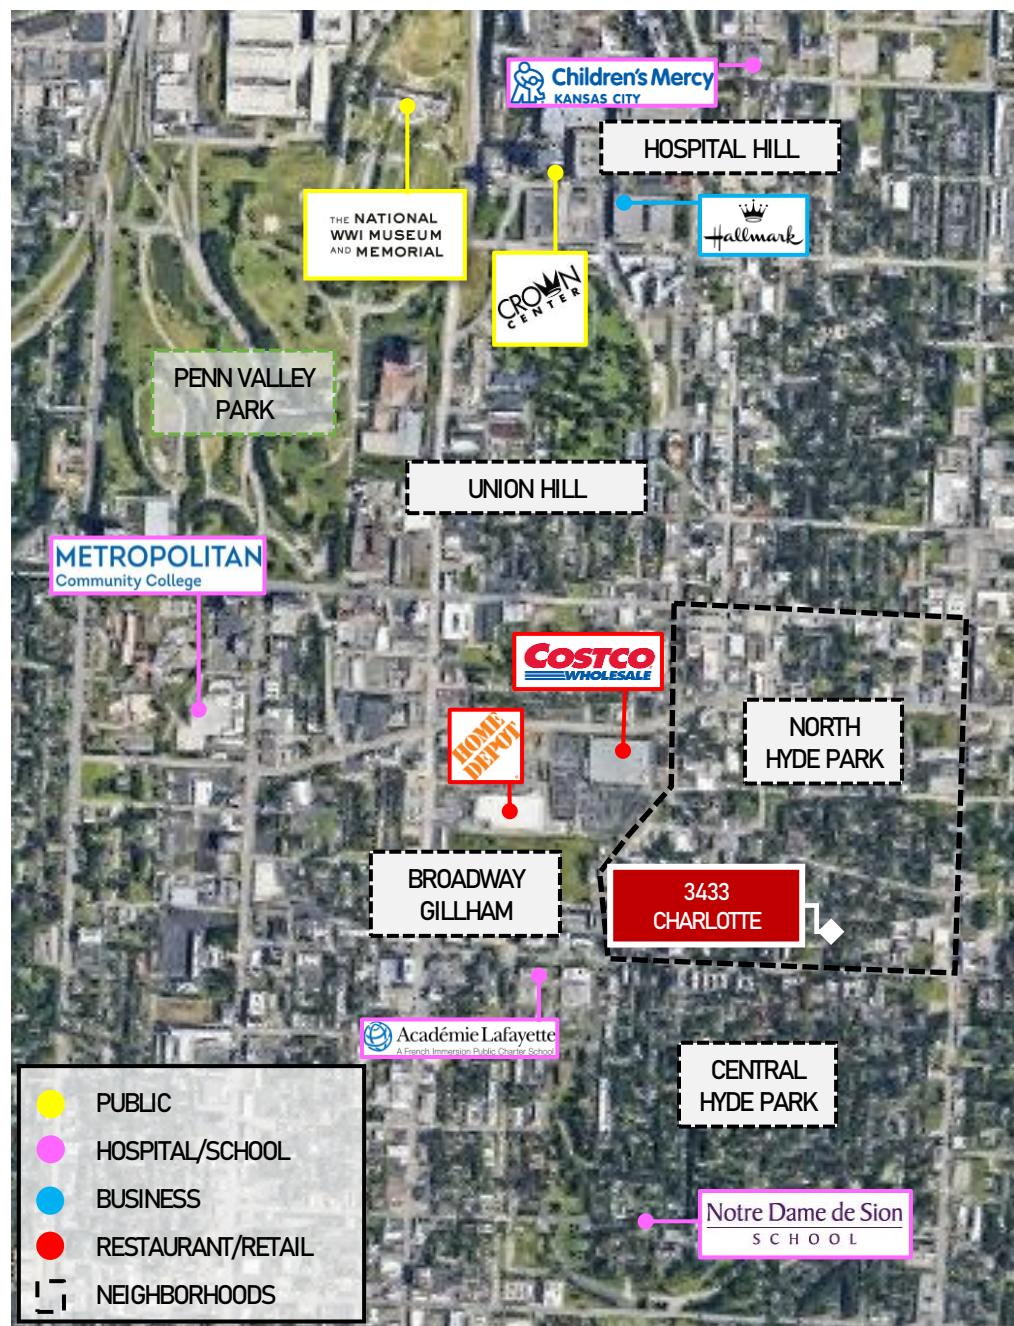 Children's Mercy
KANSAS CITY
HOSPITAL HILL
THE NATIONAL
WWI MUSEUM
AND MEMORIAL
Hallmark
CROWN
CENTER
PENN VALLEY
PARK
UNION HILL
METROPOLITAN
Community College
COSTCO
WHOLESALE
HOME
DEPOT
NORTH
HYDE PARK
BROADWAY
GILLHAM
3433
CHARLOTTE
Académie Lafayette
A French Immersion Public Charter School
CENTRAL
HYDE PARK
PUBLIC
HOSPITAL/SCHOOL
BUSINESS
RESTAURANT/RETAIL
NEIGHBORHOODS
Notre Dame de Sion
SCHOOL